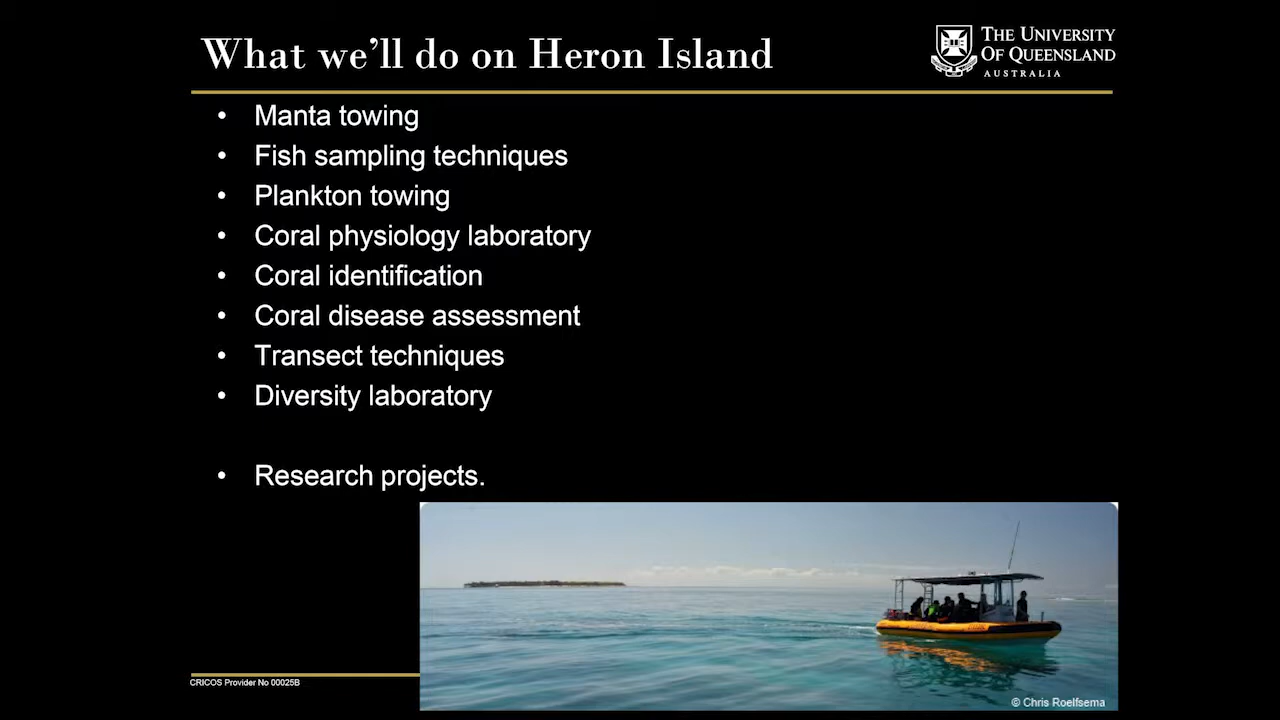 What we'll do on Heron Island
THE UNIVERSITY
OF QUEENSLAND
AUSTRALIA
• Manta towing
• Fish sampling techniques
• Plankton towing
• Coral physiology laboratory
• Coral identification
• Coral disease assessment
• Transect techniques
• Diversity laboratory
• Research projects.
CRICOS Provider No 00025B
© Chris Roelfsema